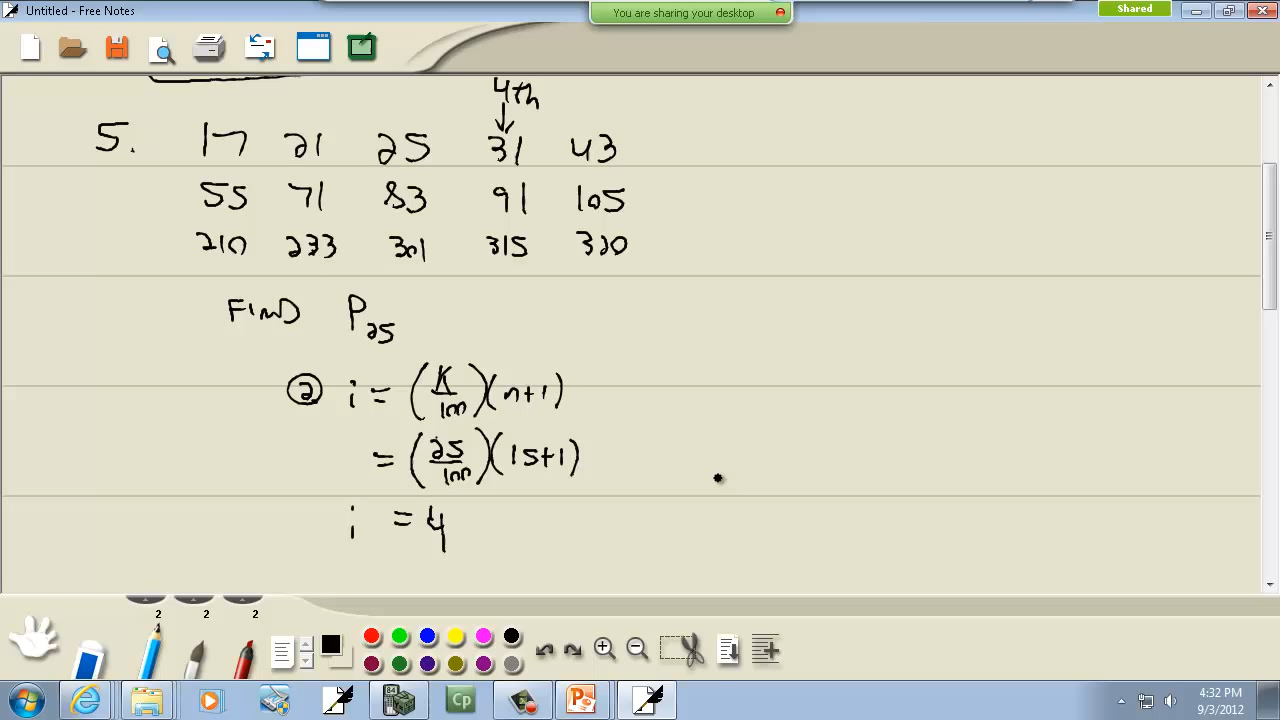 Untitled - Free Notes
You are sharing your desktop
Shared
4th
5. 17 21 25 31 43
55 71 83 91 105
210 233 301 315 320
FIND P25
2 i = (K/100)(n+1)
= (25/100)(15+1)
i = 4
2 2 2
Cp
4:32 PM
9/3/2012